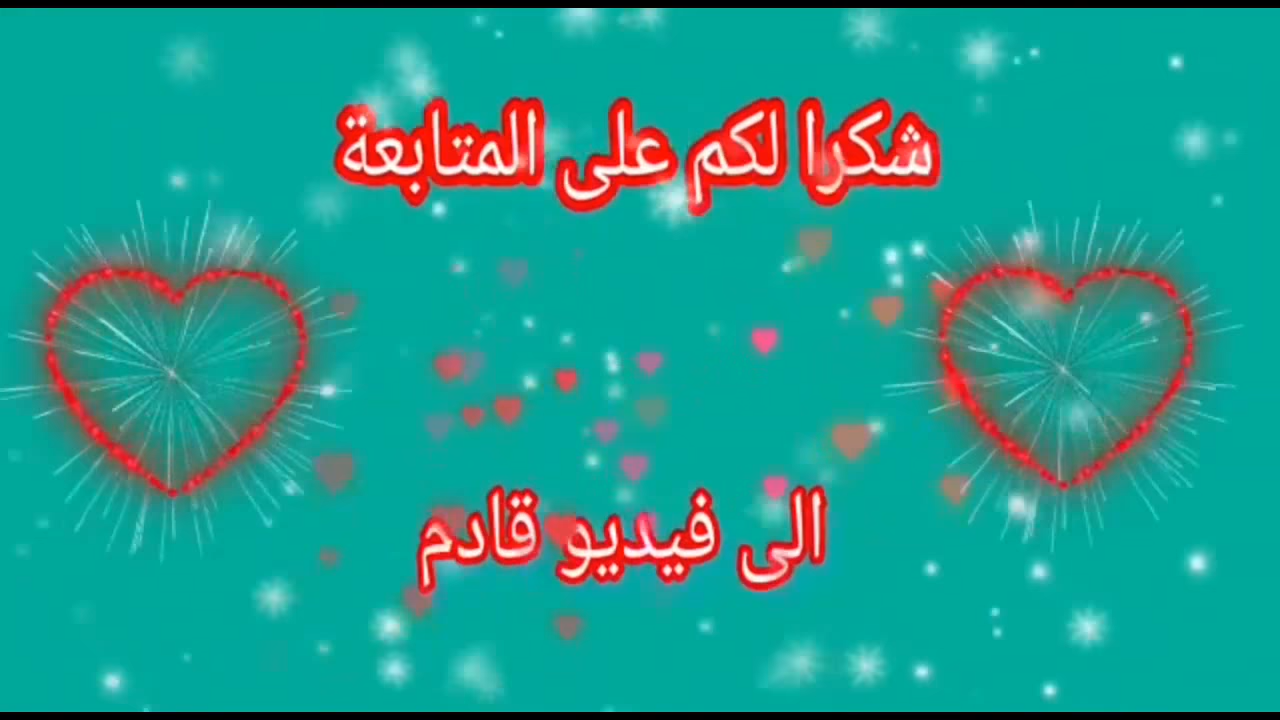 شكرا لكم على المتابعة
الى فيديو قادم